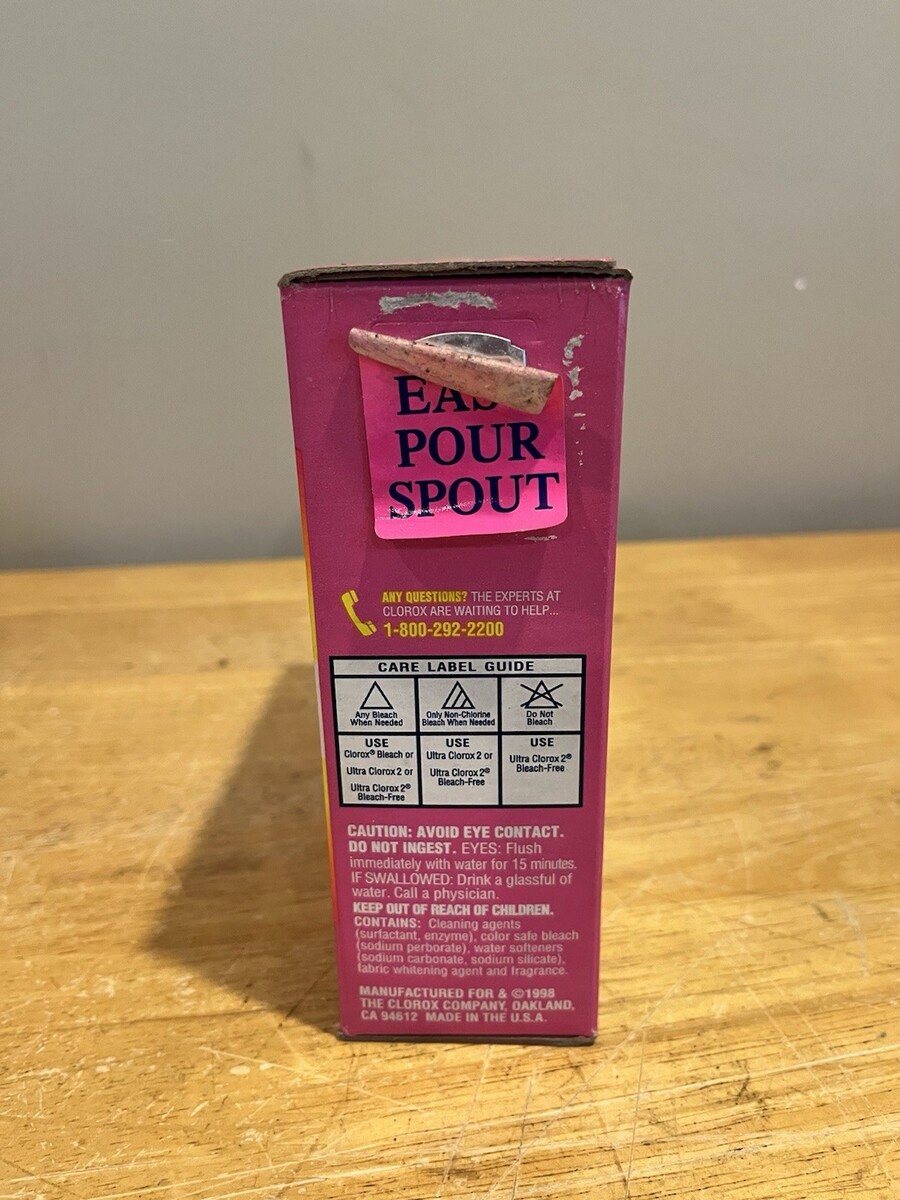 EAS
POUR
SPOUT
ANY QUESTIONS? THE EXPERTS AT
CLOROX ARE WAITING TO HELP...
1-800-292-2200
CARE LABEL GUIDE
Any Bleach
When Needed
Only Non-Chlorine
Bleach When Needed
Do Not
Bleach
USE
Clorox® Bleach or
Ultra Clorox 2 or
Ultra Clorox 2®
Bleach-Free
USE
Ultra Clorox 2 or
Ultra Clorox 2®
Bleach-Free
USE
Ultra Clorox 2®
Bleach-Free
CAUTION: AVOID EYE CONTACT.
DO NOT INGEST. EYES: Flush
immediately with water for 15 minutes.
IF SWALLOWED: Drink a glassful of
water. Call a physician.
KEEP OUT OF REACH OF CHILDREN.
CONTAINS: Cleaning agents
(surfactant, enzyme), color safe bleach
(sodium perborate), water softeners
(sodium carbonate, sodium silicate),
fabric whitening agent and fragrance.
MANUFACTURED FOR & ©1998
THE CLOROX COMPANY, OAKLAND,
CA 94612 MADE IN THE U.S.A.